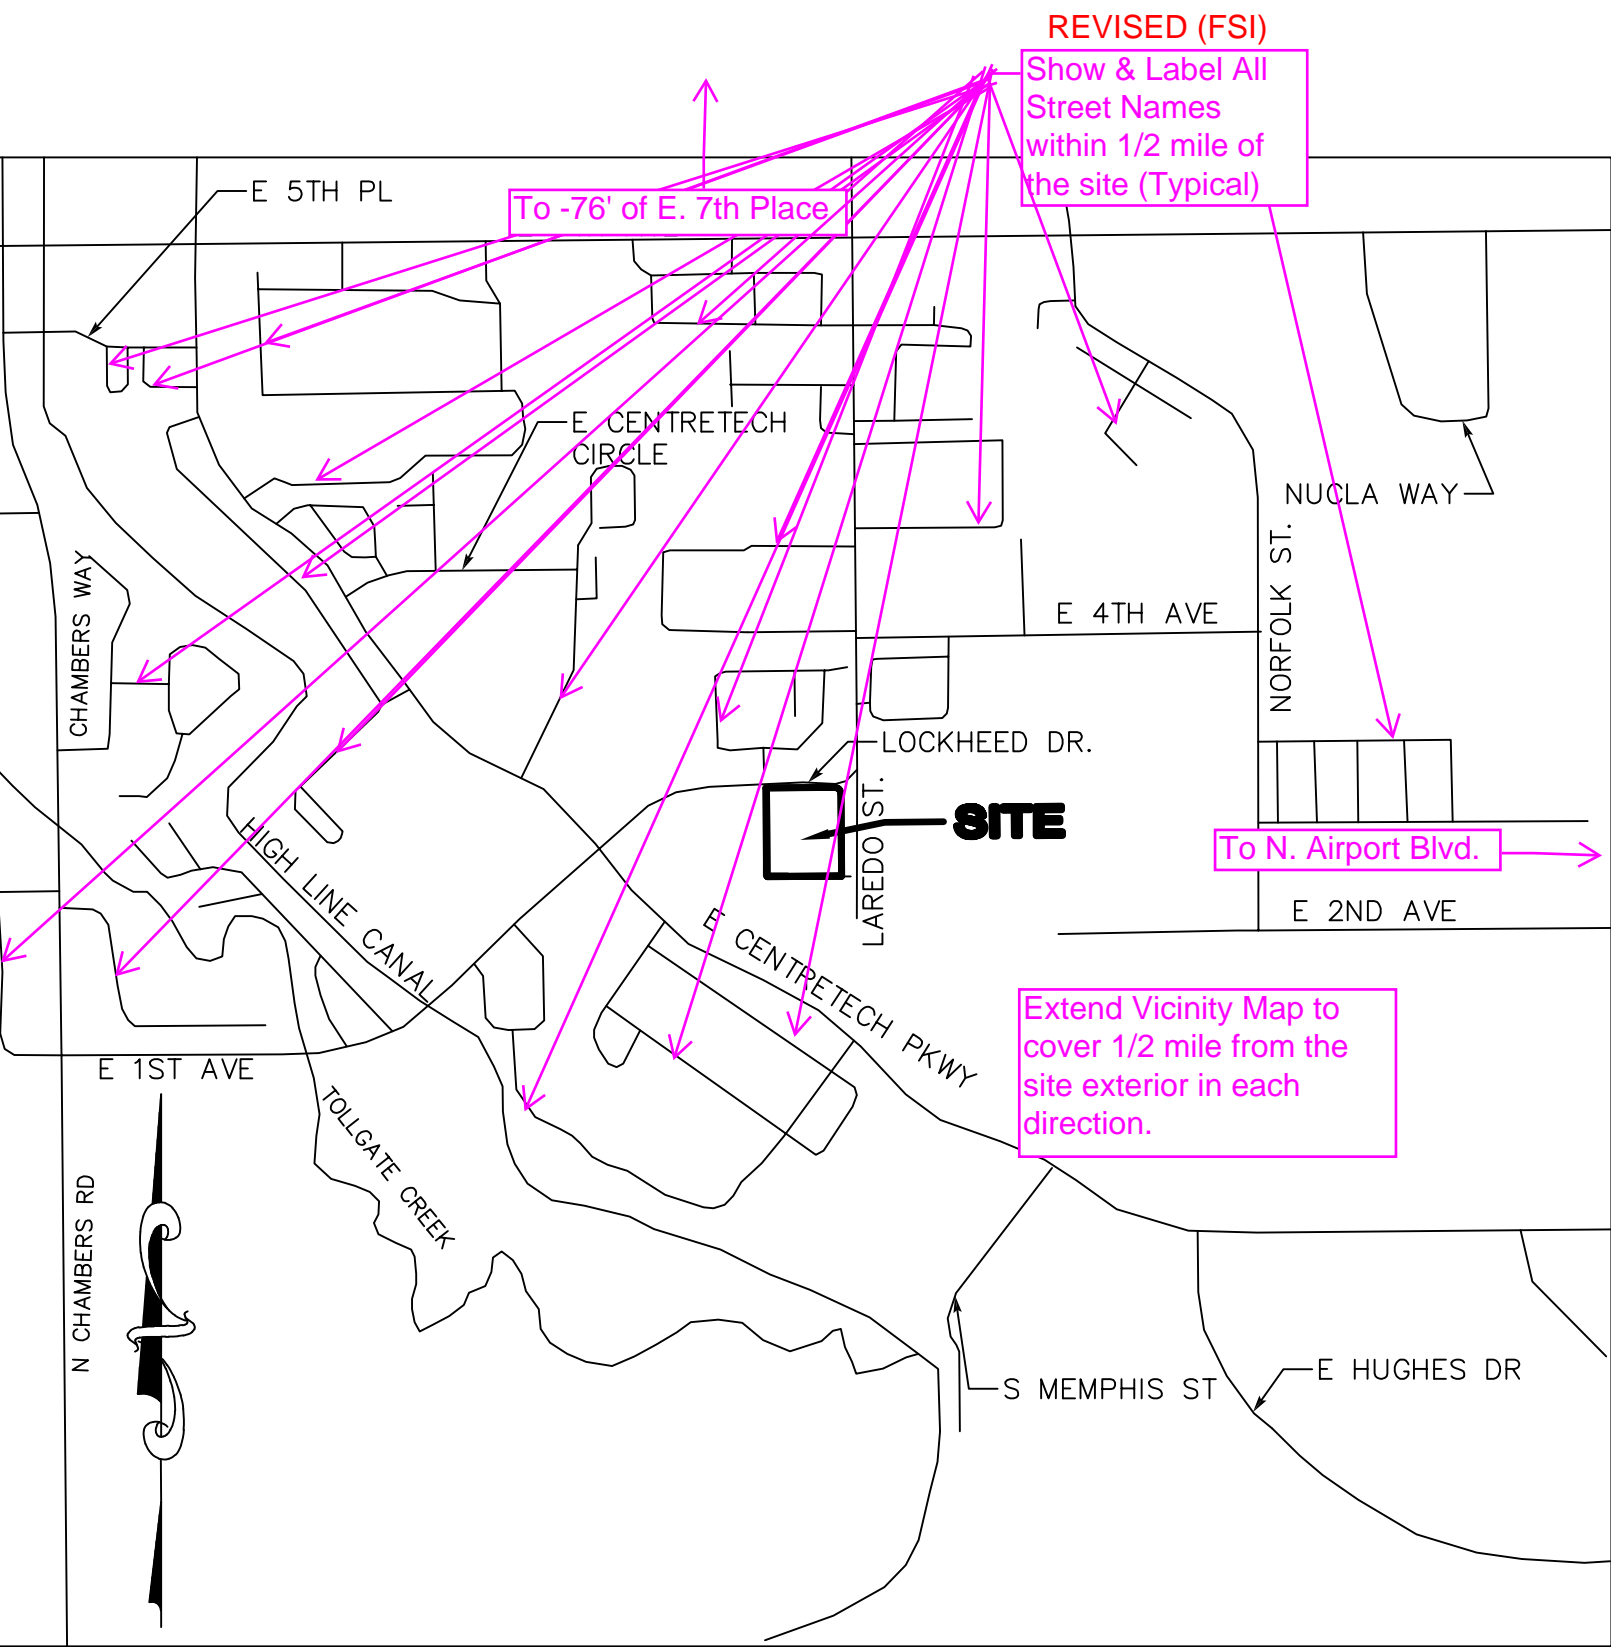 REVISED (FSI)
Show & Label All
Street Names
within 1/2 mile of
the site (Typical)
E 5TH PL
To -76' of E. 7th Place
E CENTRETECH
CIRCLE
NUCLA WAY
CHAMBERS WAY
E 4TH AVE
NORFOLK ST.
LOCKHEED DR.
SITE
LAREDO ST.
To N. Airport Blvd.
HIGH LINE CANAL
E 2ND AVE
E CENTRETECH PKWY
Extend Vicinity Map to
cover 1/2 mile from the
site exterior in each
direction.
E 1ST AVE
TOLLGATE CREEK
N CHAMBERS RD
S MEMPHIS ST
E HUGHES DR